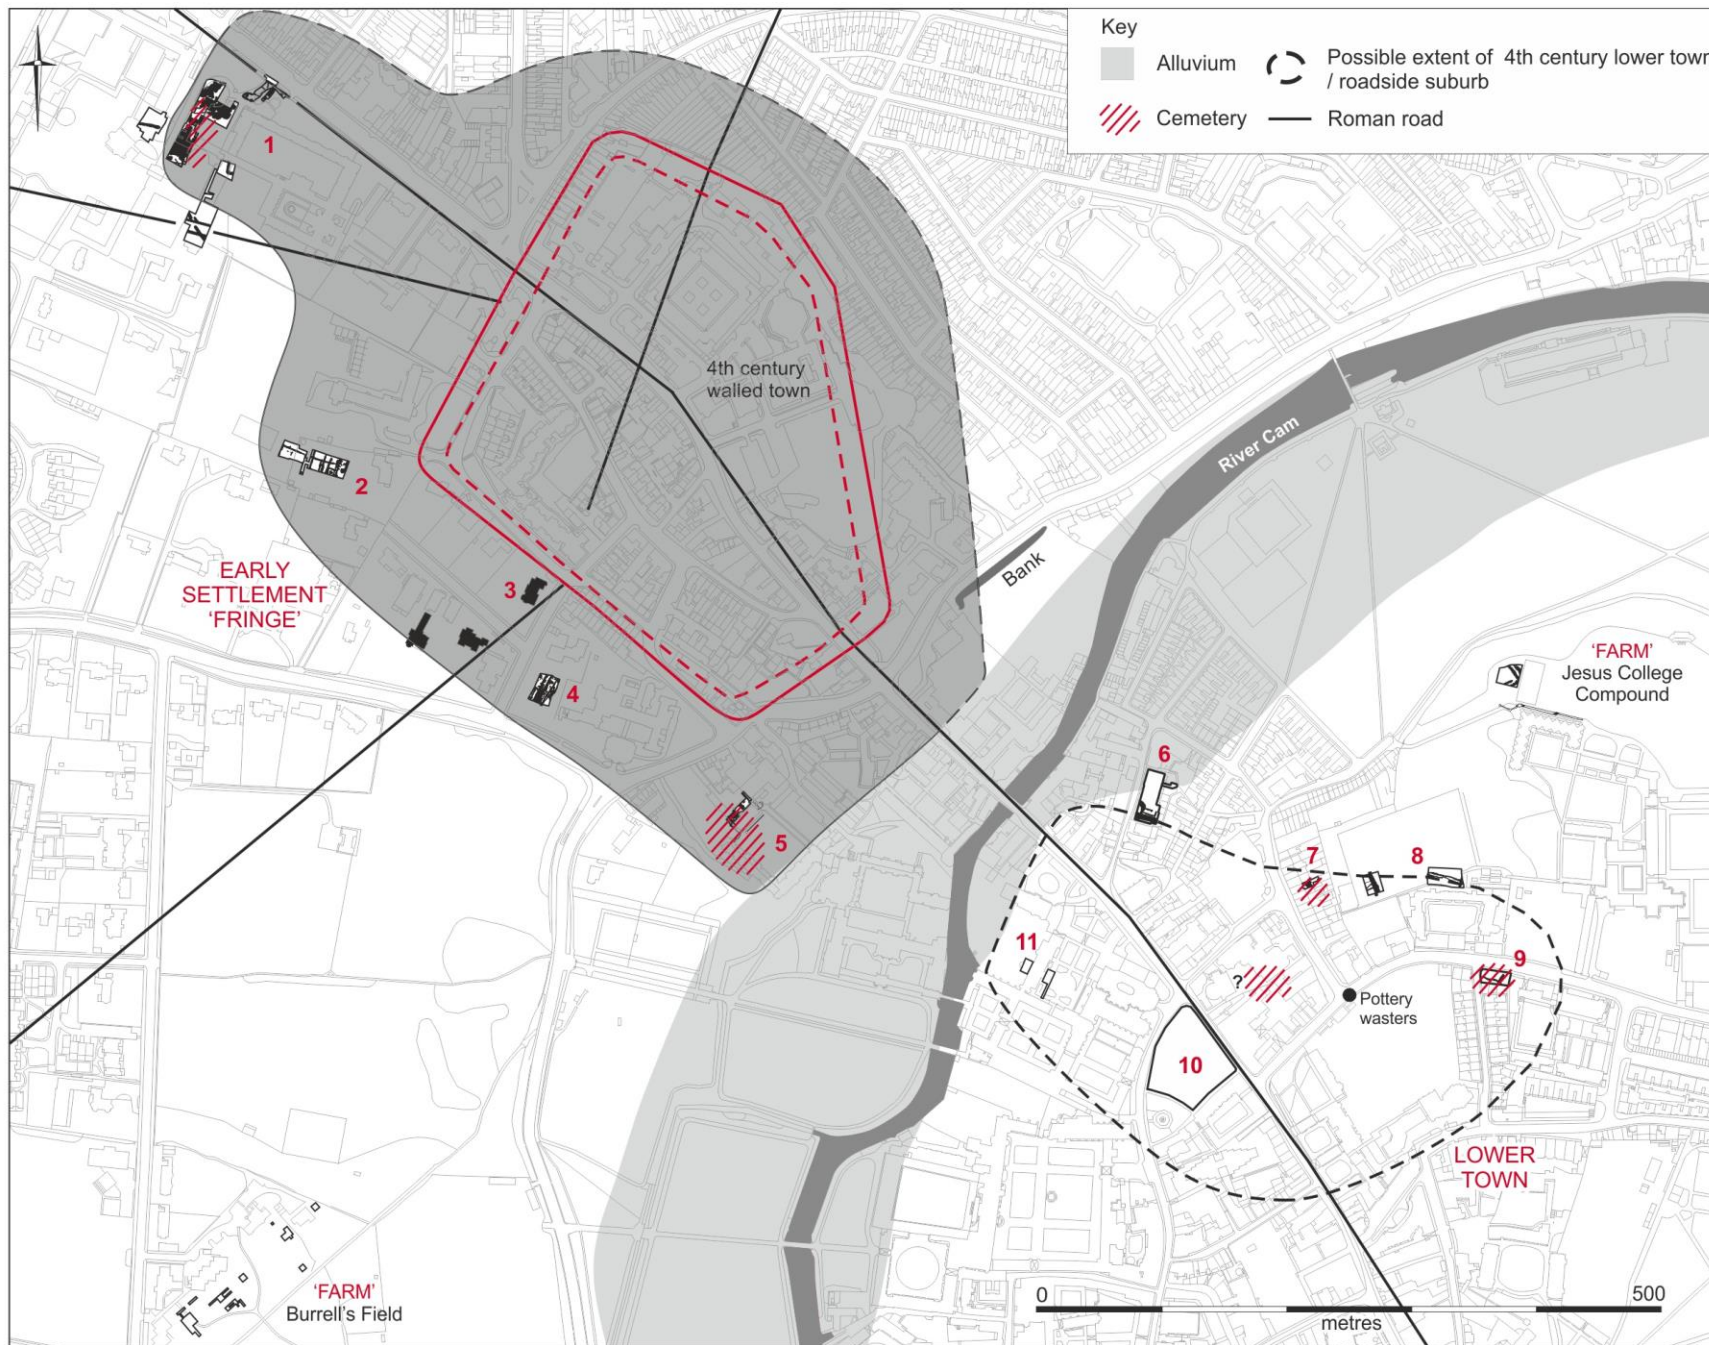 Key
Alluvium
Possible extent of 4th century lower town
/ roadside suburb
Cemetery
Roman road
1
4th century
walled town
River Cam
2
Bank
EARLY
SETTLEMENT
'FRINGE'
3
4
'FARM'
Jesus College
Compound
6
5
7
8
11
9
?
Pottery
wasters
10
LOWER
TOWN
'FARM'
Burrell's Field
0
500
metres